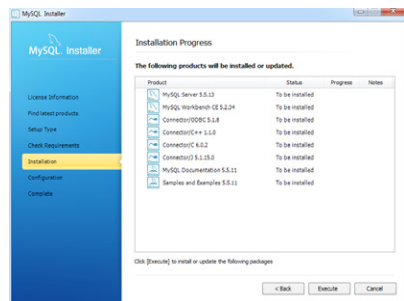 MySQL Installer
MySQL. Installer
License Information
Find latest products
Setup Type
Check Requirements
Installation
Configuration
Complete
Installation Progress
The following products will be installed or updated.
Product Status Progress Notes
MySQL Server 5.5.13 To be installed
MySQL Workbench CE 5.2.34 To be installed
Connector/ODBC 5.1.8 To be installed
Connector/C++ 1.1.0 To be installed
Connector/C 6.0.2 To be installed
Connector/J 5.1.15.0 To be installed
MySQL Documentation 5.5.11 To be installed
Samples and Examples 5.5.11 To be installed
Click [Execute] to install or update the following packages
< Back Execute Cancel